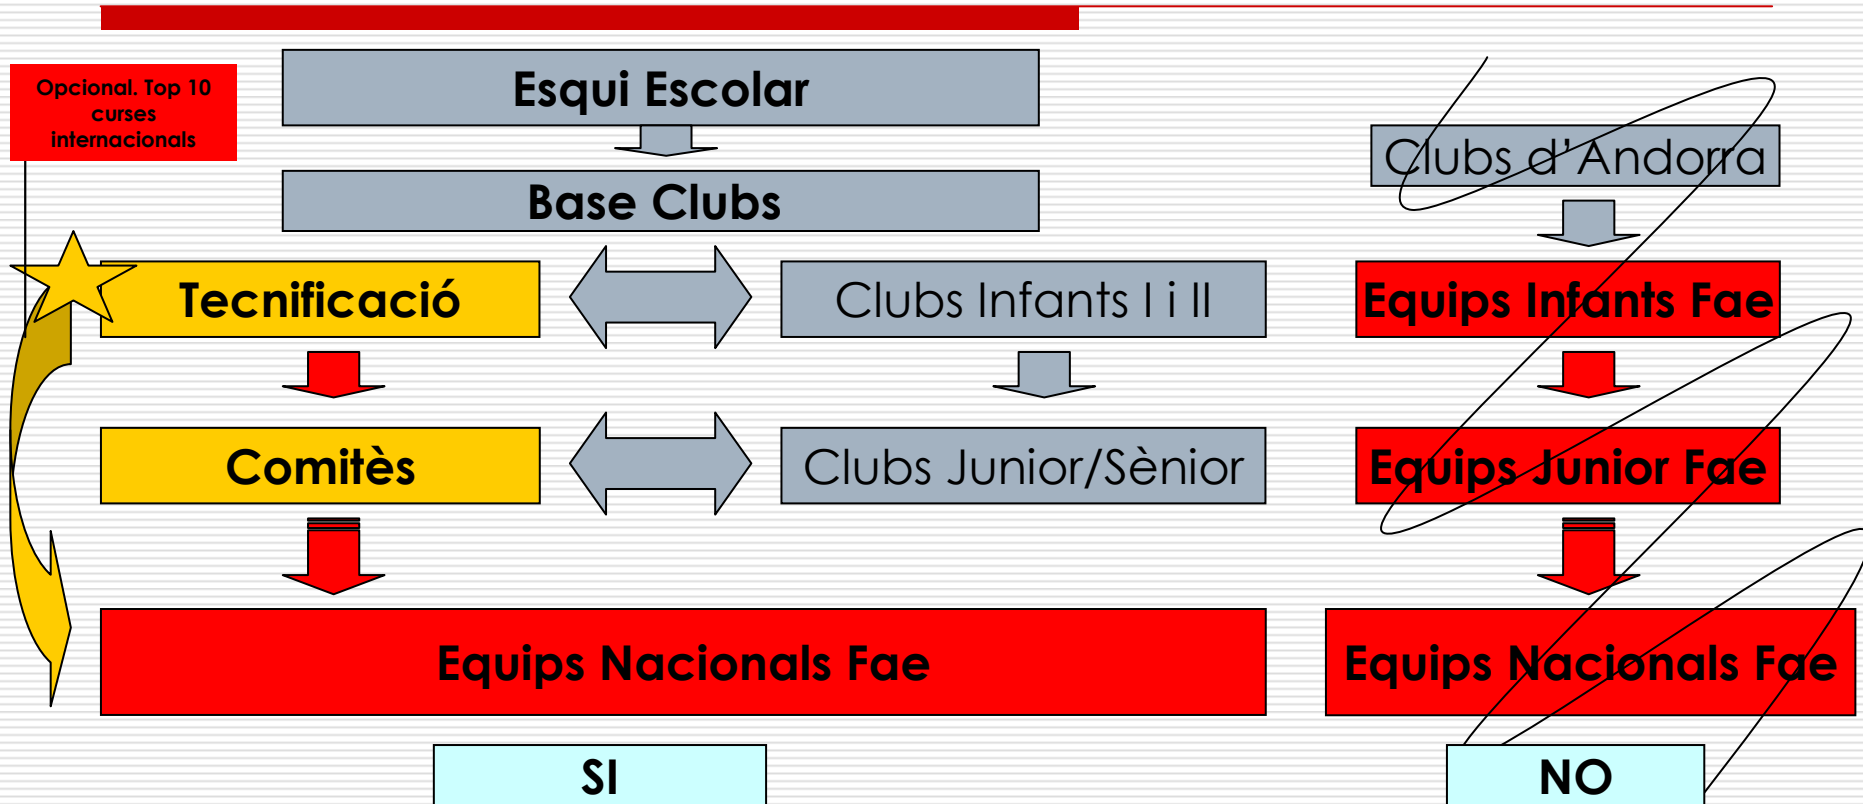 Opcional. Top 10
curses
internacionals
Esqui Escolar
Base Clubs
Tecnificació
Clubs Infants I i II
Comitès
Clubs Junior/Sènior
Equips Nacionals Fae
SI
Clubs d'Andorra
Equips Infants Fae
Equips Junior Fae
Equips Nacionals Fae
NO